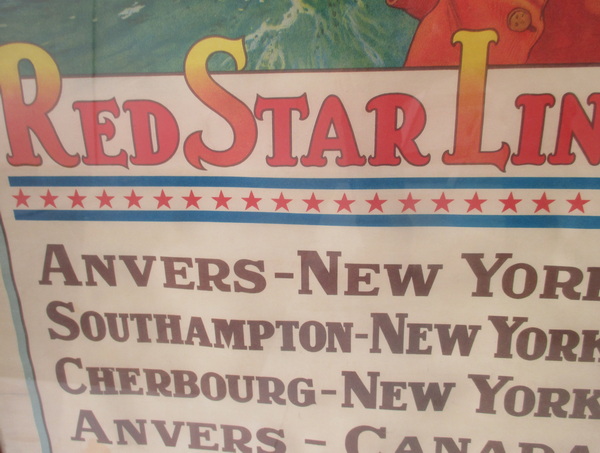 RED STAR LIN
ANVERS-NEW YORK
SOUTHAMPTON-NEW YORK
CHERBOURG-NEW YORK
ANVERS - CANADA